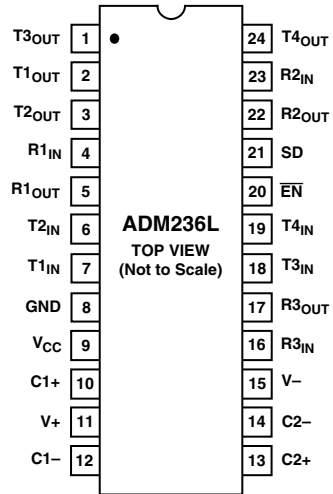 T3OUT 1 24 T4OUT
T1OUT 2 23 R2IN
T2OUT 3 22 R2OUT
R1IN 4 21 SD
R1OUT 5 20 E̅N̅
T2IN 6 ADM236L 19 T4IN
TOP VIEW
T1IN 7 (Not to Scale) 18 T3IN
GND 8 17 R3OUT
VCC 9 16 R3IN
C1+ 10 15 V–
V+ 11 14 C2–
C1– 12 13 C2+